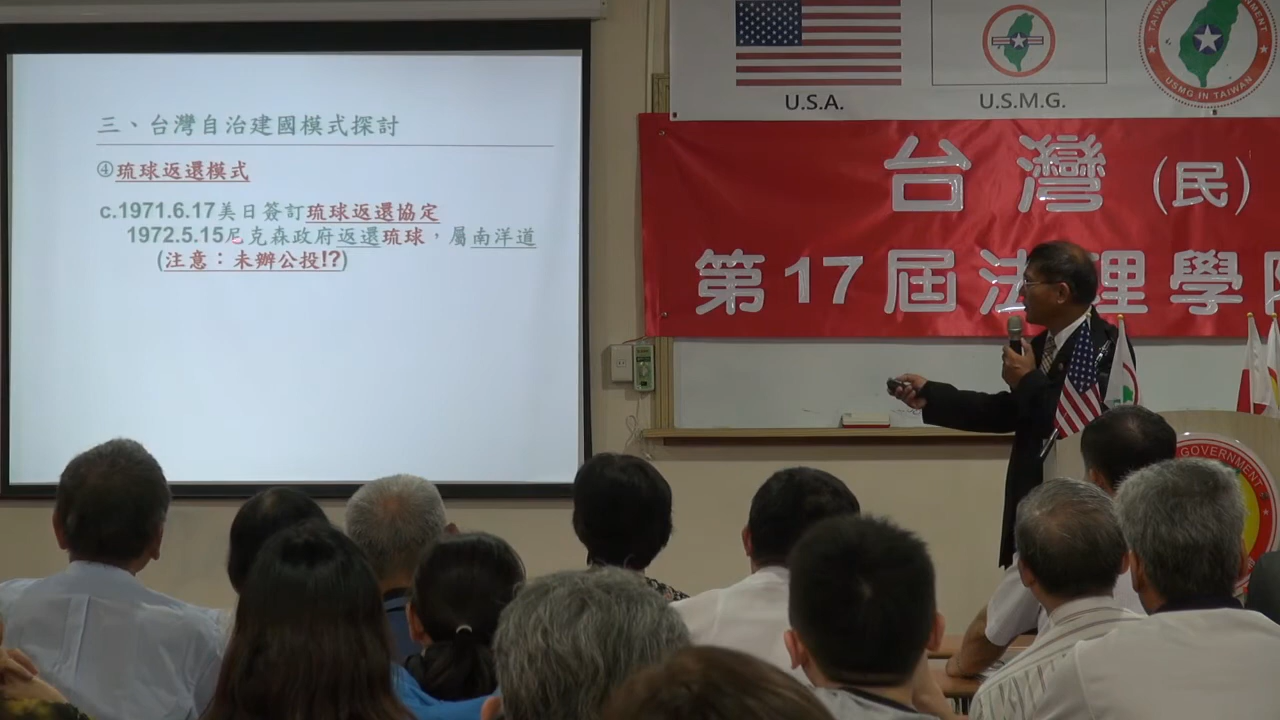 三、台灣自治建國模式探討
④琉球返還模式
c.1971.6.17美日簽訂琉球返還協定
1972.5.15尼克森政府返還琉球，屬南洋道
(注意：未辦公投!?)
U.S.A.
U.S.M.G.
USMG IN TAIWAN
台灣(民)
第17屆法理學
GOVERNMENT